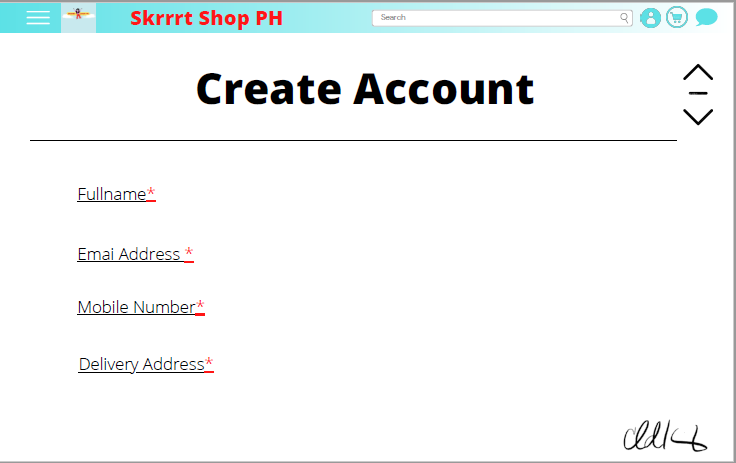 Skrrrt Shop PH
Search
Create Account
Fullname*
Emai Address *
Mobile Number*
Delivery Address*